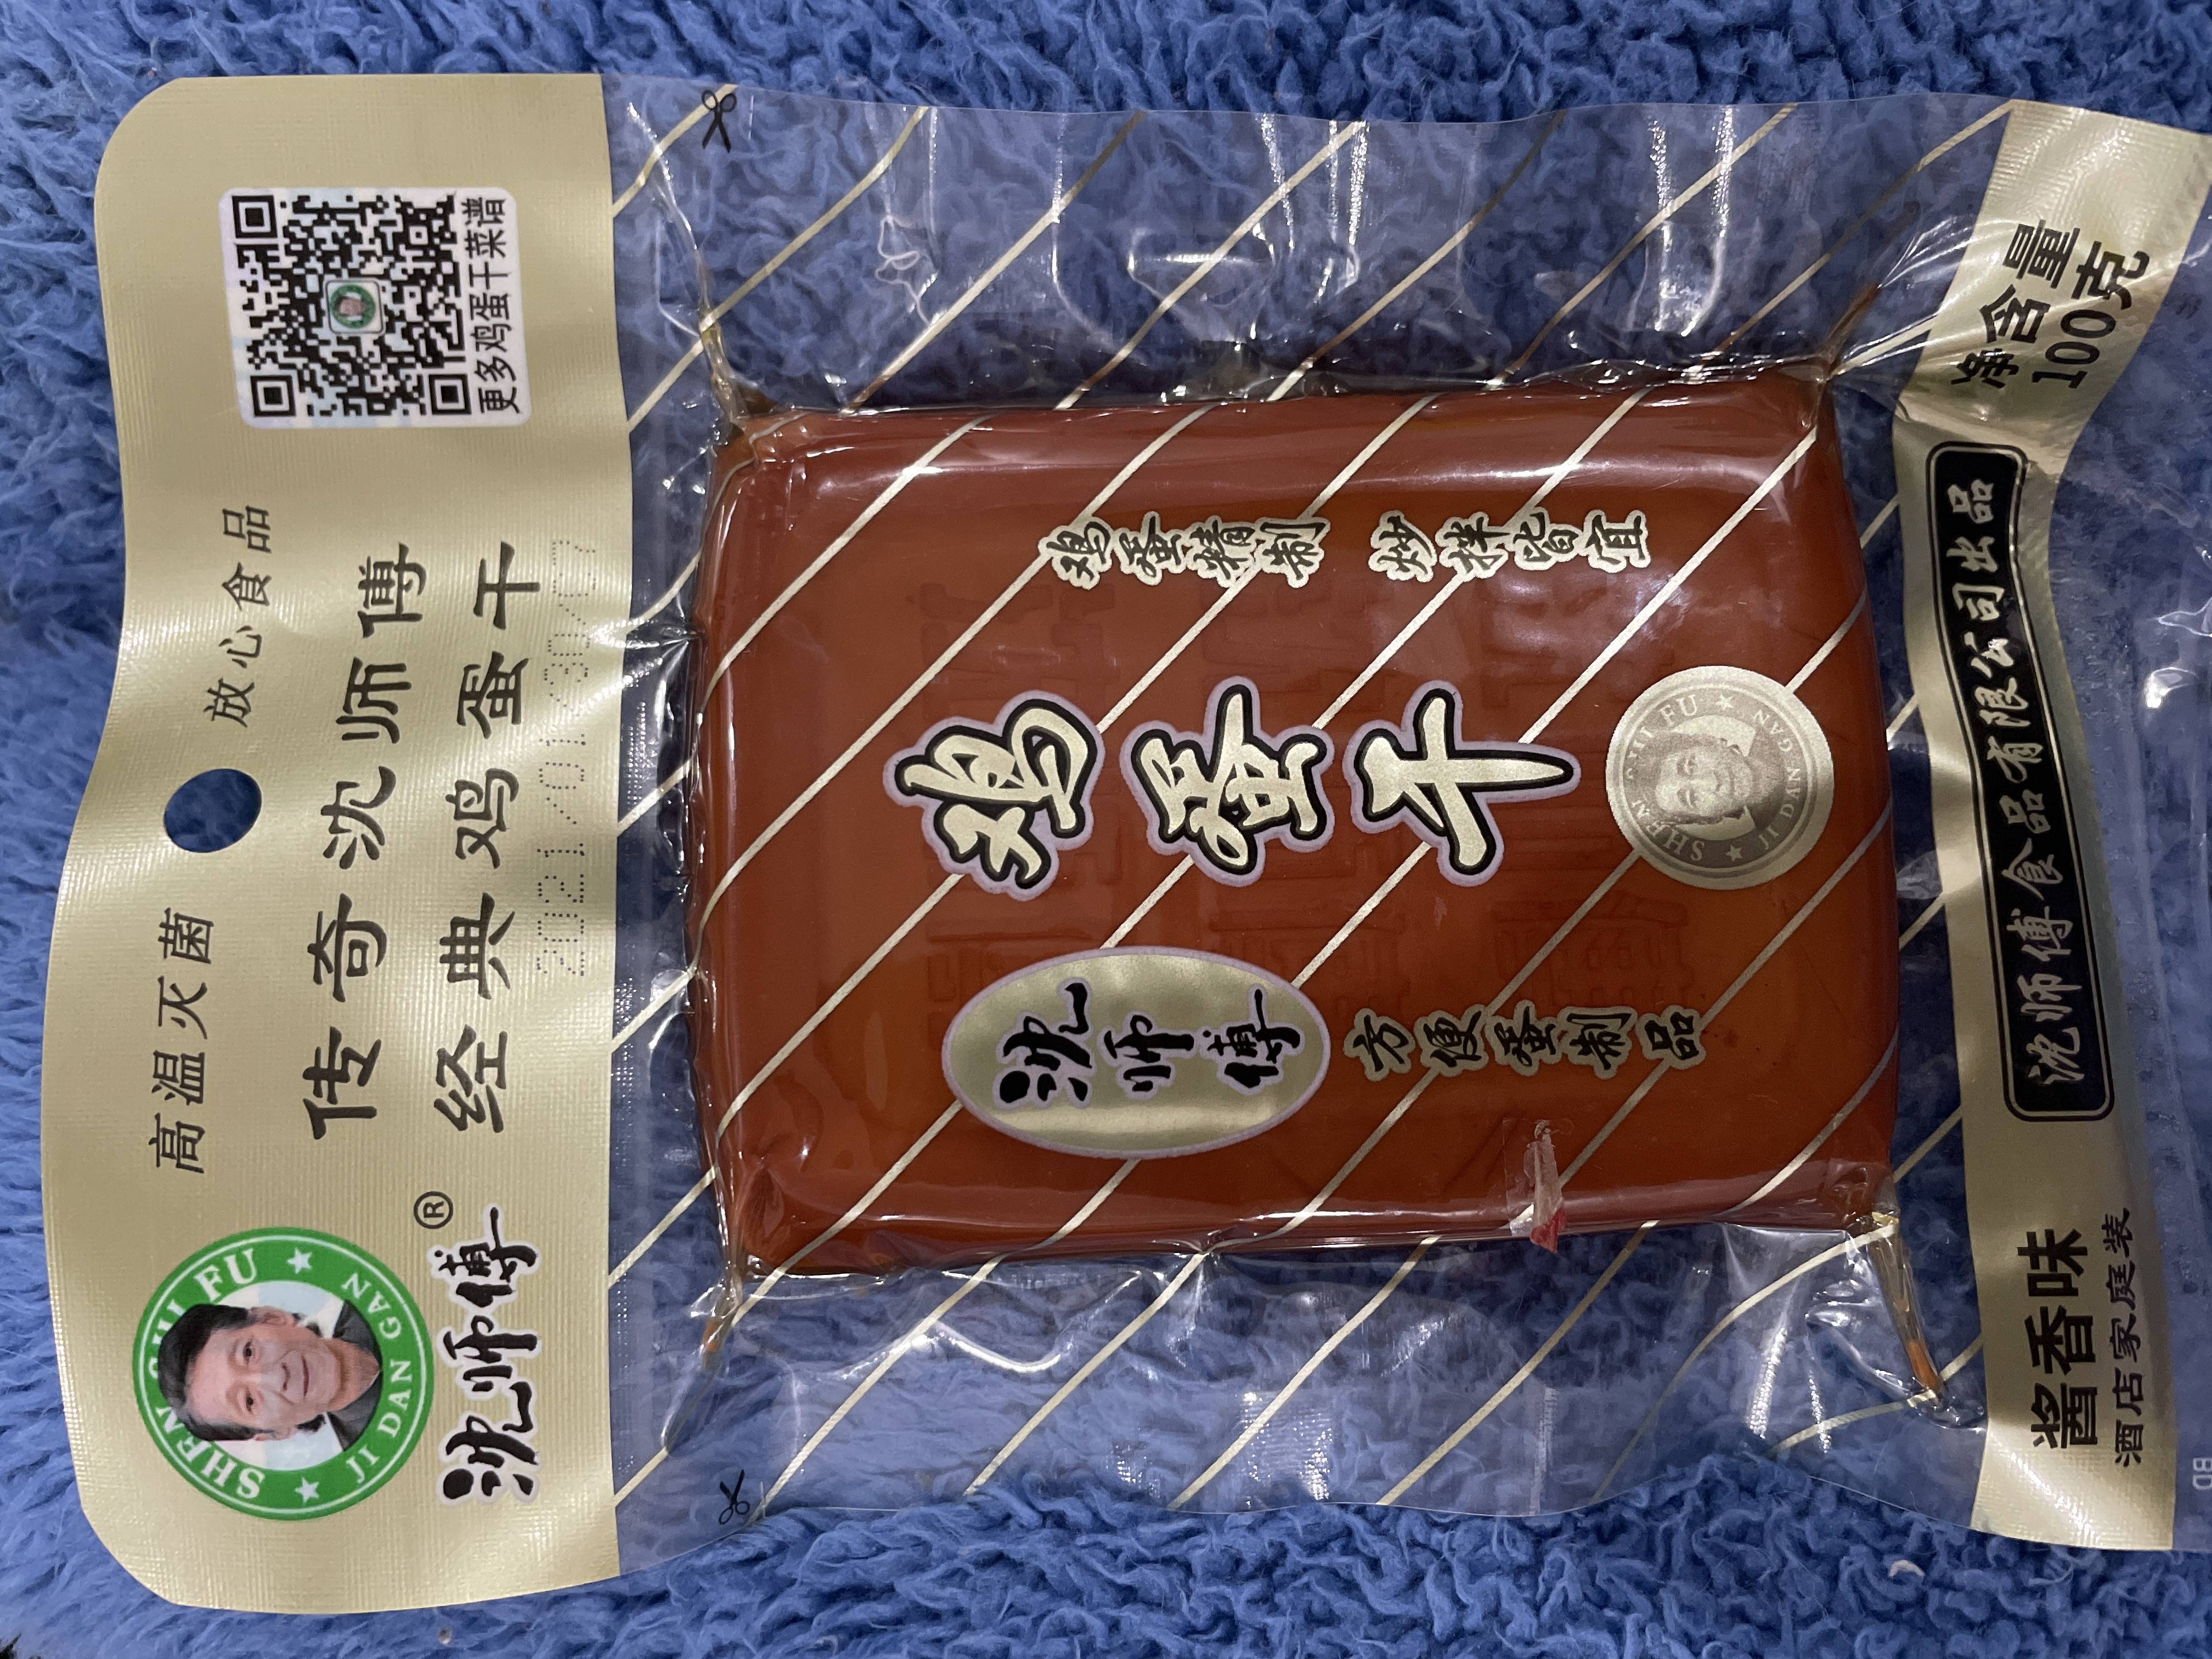 高温灭菌 放心食品
传奇沈师傅
经典鸡蛋干
SHEN SHI FU
JI DAN GAN
沈师傅®
更多鸡蛋干菜谱
沈师傅
鸡蛋干
鸡蛋精制 炒拌皆宜
方便蛋制品
SHEN SHI FU
JI DAN GAN
酱香味
酒店家庭装
沈师傅食品有限公司出品
净含量
100克
BD